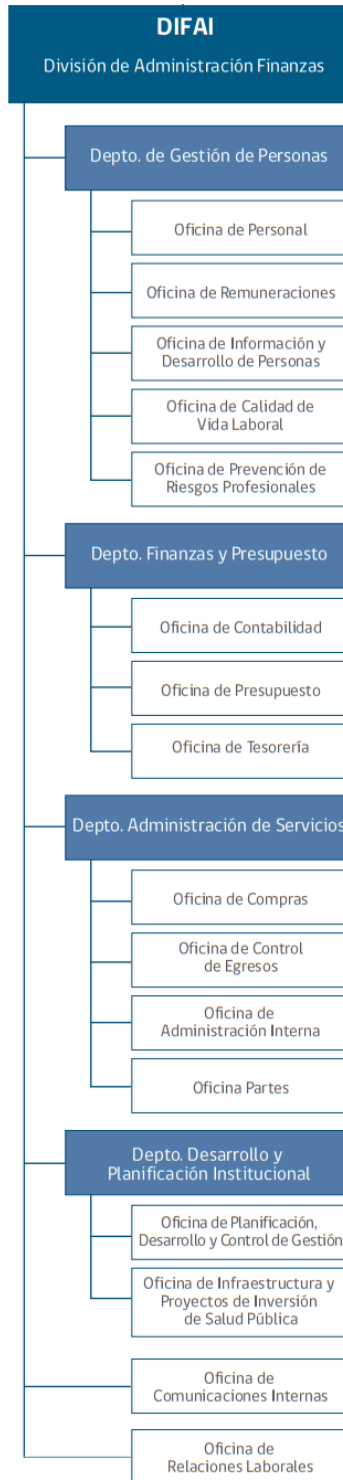 DIFAI
División de Administración Finanzas
Depto. de Gestión de Personas
Oficina de Personal
Oficina de Remuneraciones
Oficina de Información y
Desarrollo de Personas
Oficina de Calidad de
Vida Laboral
Oficina de Prevención de
Riesgos Profesionales
Depto. Finanzas y Presupuesto
Oficina de Contabilidad
Oficina de Presupuesto
Oficina de Tesorería
Depto. Administración de Servicios
Oficina de Compras
Oficina de Control
de Egresos
Oficina de
Administración Interna
Oficina Partes
Depto. Desarrollo y
Planificación Institucional
Oficina de Planificación,
Desarrollo y Control de Gestión
Oficina de Infraestructura y
Proyectos de Inversión
de Salud Pública
Oficina de
Comunicaciones Internas
Oficina de
Relaciones Laborales